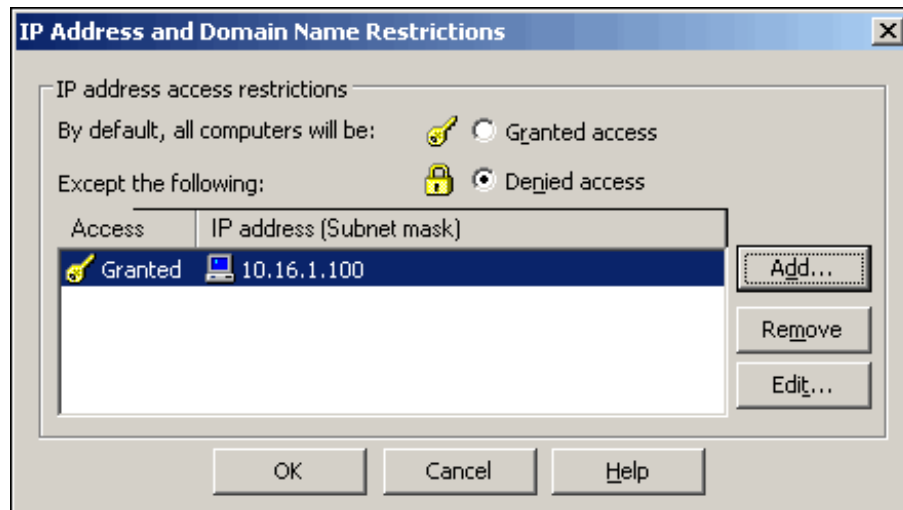 IP Address and Domain Name Restrictions
IP address access restrictions
By default, all computers will be: Granted access
Except the following: Denied access
Access IP address (Subnet mask)
Granted 10.16.1.100
Add...
Remove
Edit...
OK Cancel Help